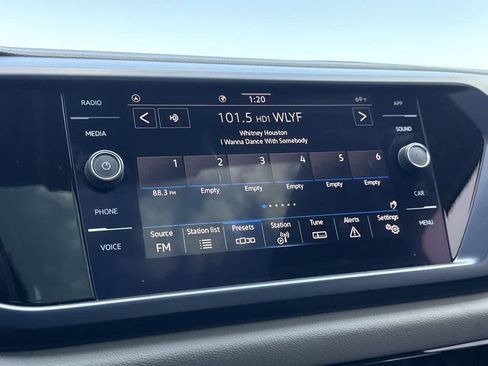 RADIO
MEDIA
PHONE
VOICE
1:20
69°F
101.5 HD1 WLYF
Whitney Houston
I Wanna Dance With Somebody
1 2 3 4 5 6
88.3 FM Empty Empty Empty Empty Empty
Source Station list Presets Station Tune Alerts Settings
FM
APP
SOUND
CAR
MENU